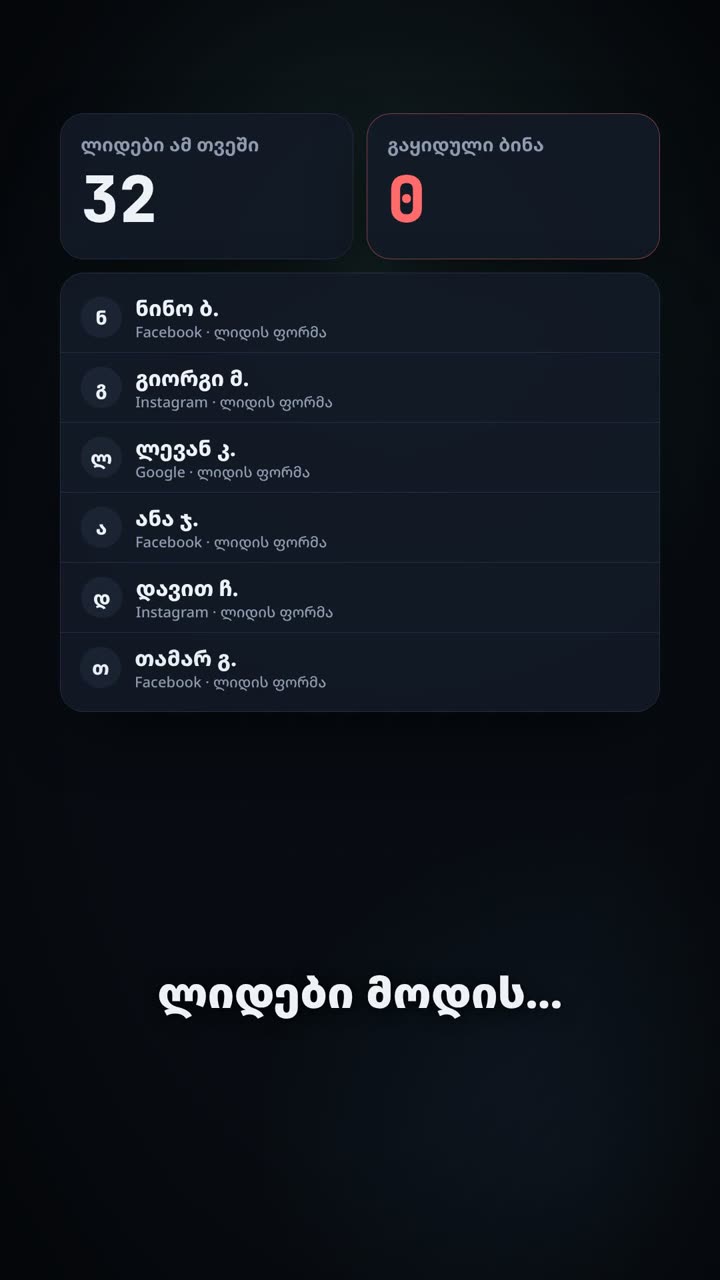 ლიდები ამ თვეში
32
გაყიდული ბინა
0
ნ
ნინო ბ.
Facebook · ლიდის ფორმა
გ
გიორგი მ.
Instagram · ლიდის ფორმა
ლ
ლევან კ.
Google · ლიდის ფორმა
ა
ანა ჯ.
Facebook · ლიდის ფორმა
დ
დავით ჩ.
Instagram · ლიდის ფორმა
თ
თამარ გ.
Facebook · ლიდის ფორმა
ლიდები მოდის...